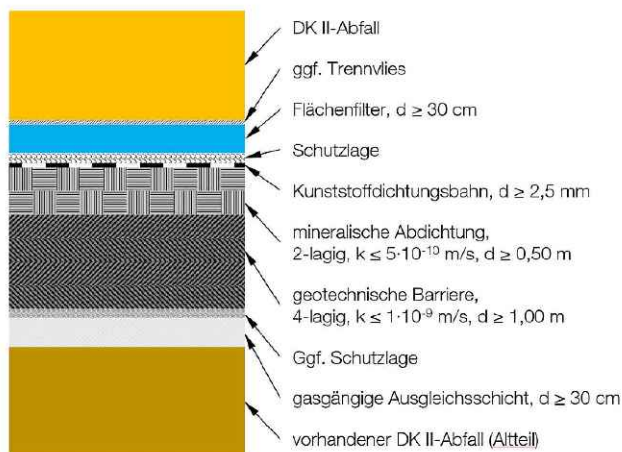 DK II-Abfall
ggf. Trennvlies
Flächenfilter, d ≥ 30 cm
Schutzlage
Kunststoffdichtungsbahn, d ≥ 2,5 mm
mineralische Abdichtung,
2-lagig, k ≤ 5·10⁻¹⁰ m/s, d ≥ 0,50 m
geotechnische Barriere,
4-lagig, k ≤ 1·10⁻⁹ m/s, d ≥ 1,00 m
Ggf. Schutzlage
gasgängige Ausgleichsschicht, d ≥ 30 cm
vorhandener DK II-Abfall (Altteil)